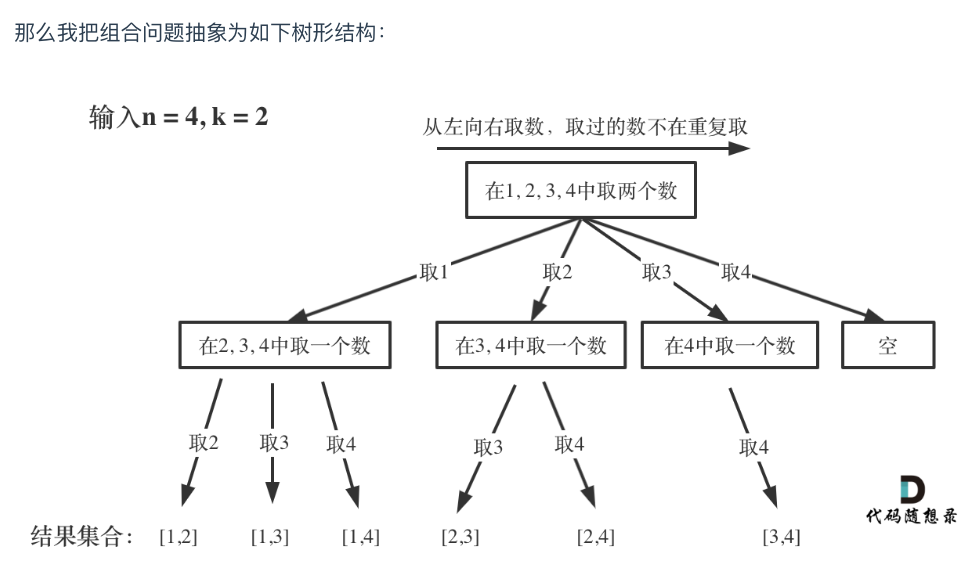 那么我把组合问题抽象为如下树形结构：
输入n = 4, k = 2
从左向右取数，取过的数不在重复取
在1, 2, 3, 4中取两个数
取1
取2
取3
取4
在2, 3, 4中取一个数
在3, 4中取一个数
在4中取一个数
空
取2
取3
取4
取3
取4
取4
结果集合： [1,2] [1,3] [1,4] [2,3] [2,4] [3,4]
D
代码随想录